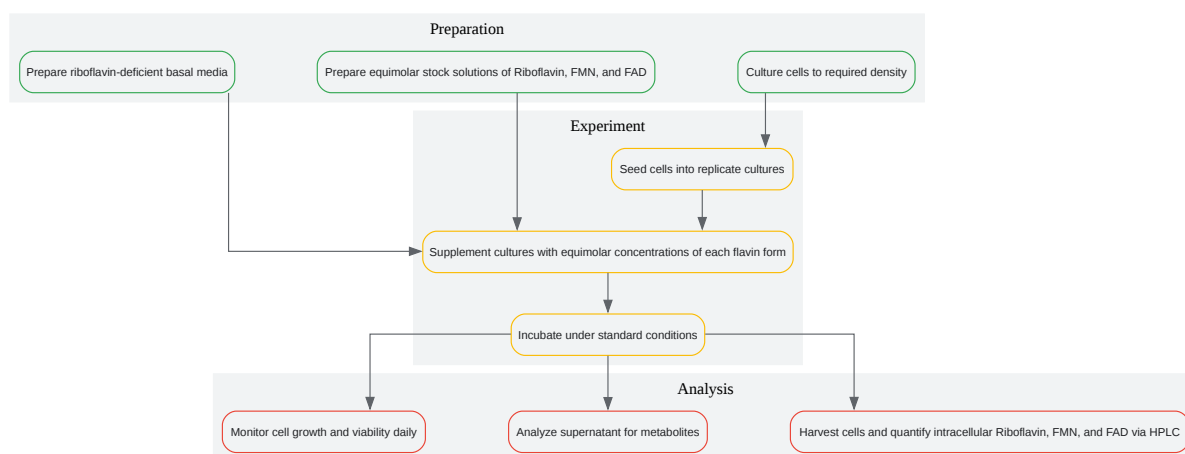 Preparation
Prepare riboflavin-deficient basal media
Prepare equimolar stock solutions of Riboflavin, FMN, and FAD
Culture cells to required density
Experiment
Seed cells into replicate cultures
Supplement cultures with equimolar concentrations of each flavin form
Incubate under standard conditions
Analysis
Monitor cell growth and viability daily
Analyze supernatant for metabolites
Harvest cells and quantify intracellular Riboflavin, FMN, and FAD via HPLC